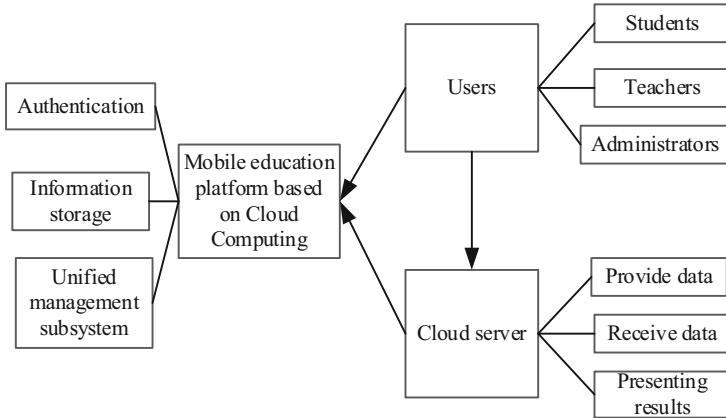 Students
Users
Teachers
Administrators
Authentication
Information
storage
Unified
management
subsystem
Mobile education
platform based
on Cloud
Computing
Cloud server
Provide data
Receive data
Presenting
results